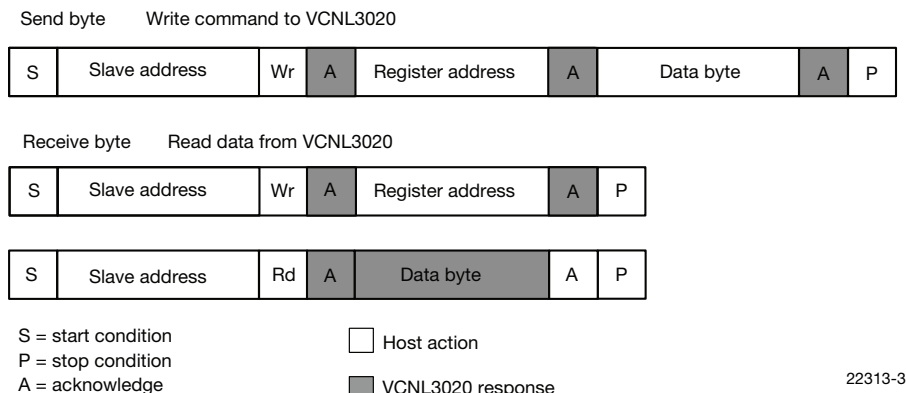 Send byte Write command to VCNL3020
S Slave address Wr A Register address A Data byte A P
Receive byte Read data from VCNL3020
S Slave address Wr A Register address A P
S Slave address Rd A Data byte A P
S = start condition
P = stop condition
A = acknowledge
Host action
VCNL3020 response
22313-3